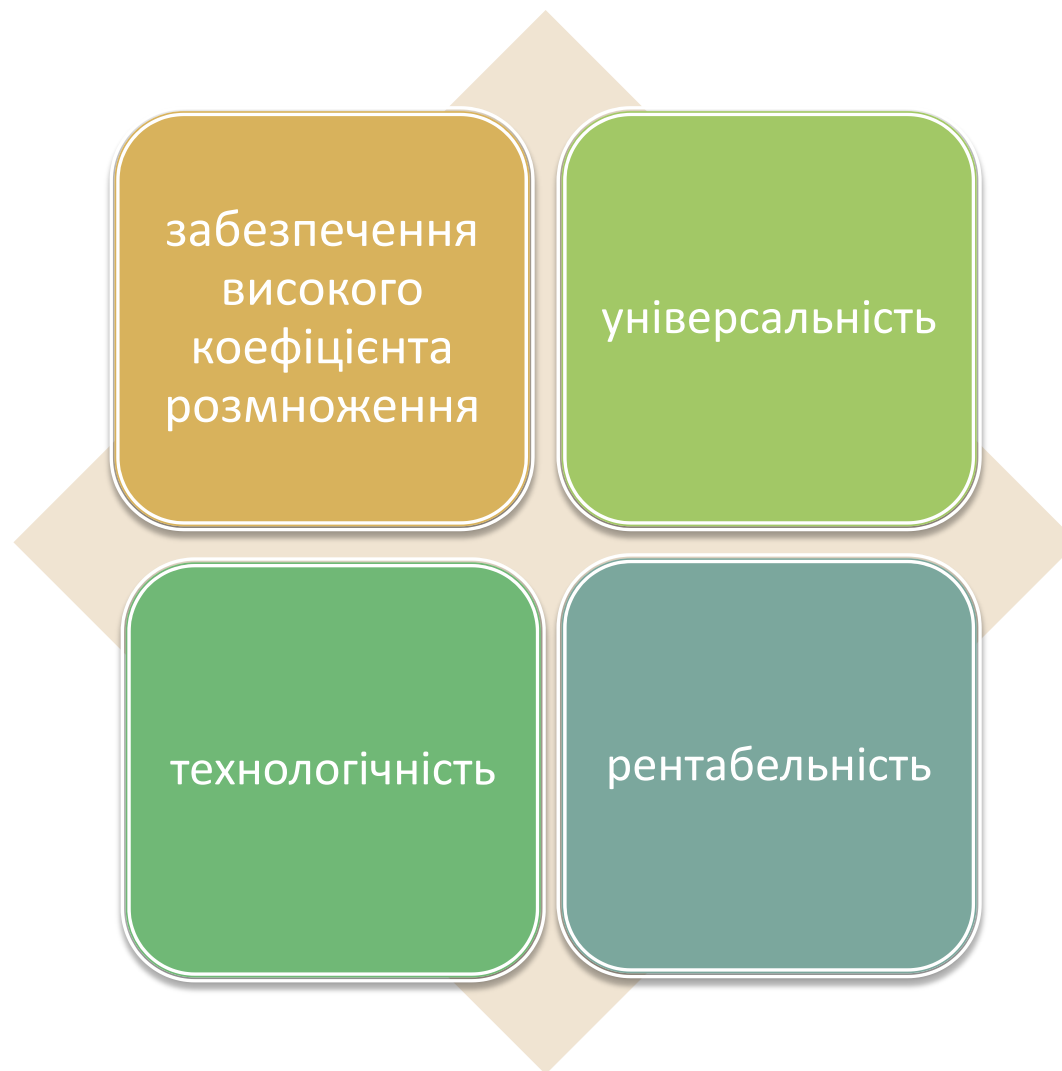 забезпечення
високого
коефіцієнта
розмноження
універсальність
технологічність
рентабельність